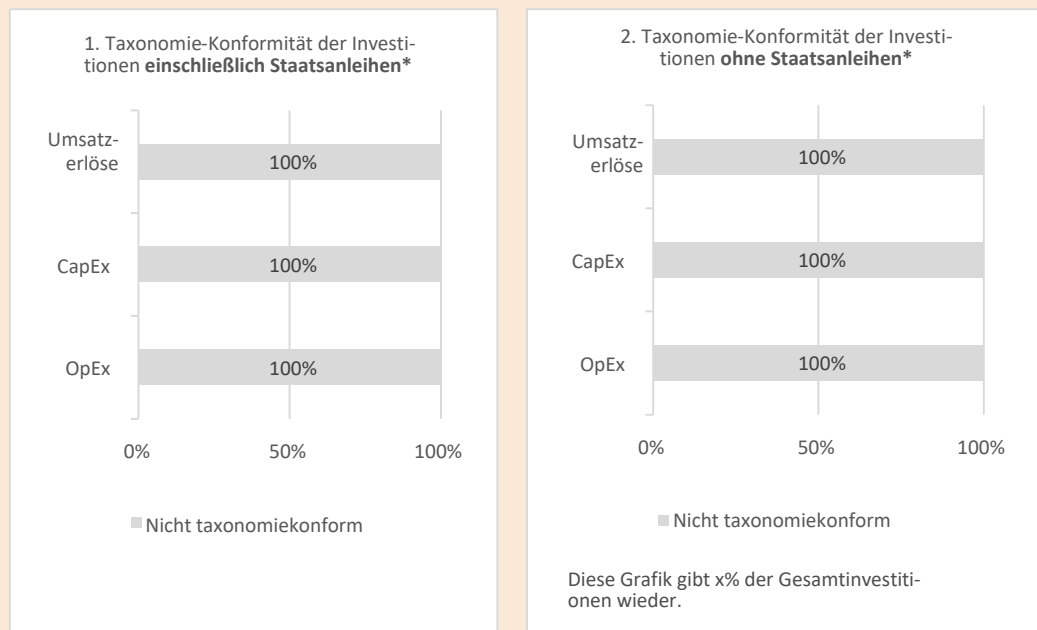 1. Taxonomie-Konformität der Investi-
tionen einschließlich Staatsanleihen*
Umsatz-
erlöse
100%
CapEx
100%
OpEx
100%
0% 50% 100%
Nicht taxonomiekonform
2. Taxonomie-Konformität der Investi-
tionen ohne Staatsanleihen*
Umsatz-
erlöse
100%
CapEx
100%
OpEx
100%
0% 50% 100%
Nicht taxonomiekonform
Diese Grafik gibt x% der Gesamtinvestiti-
onen wieder.